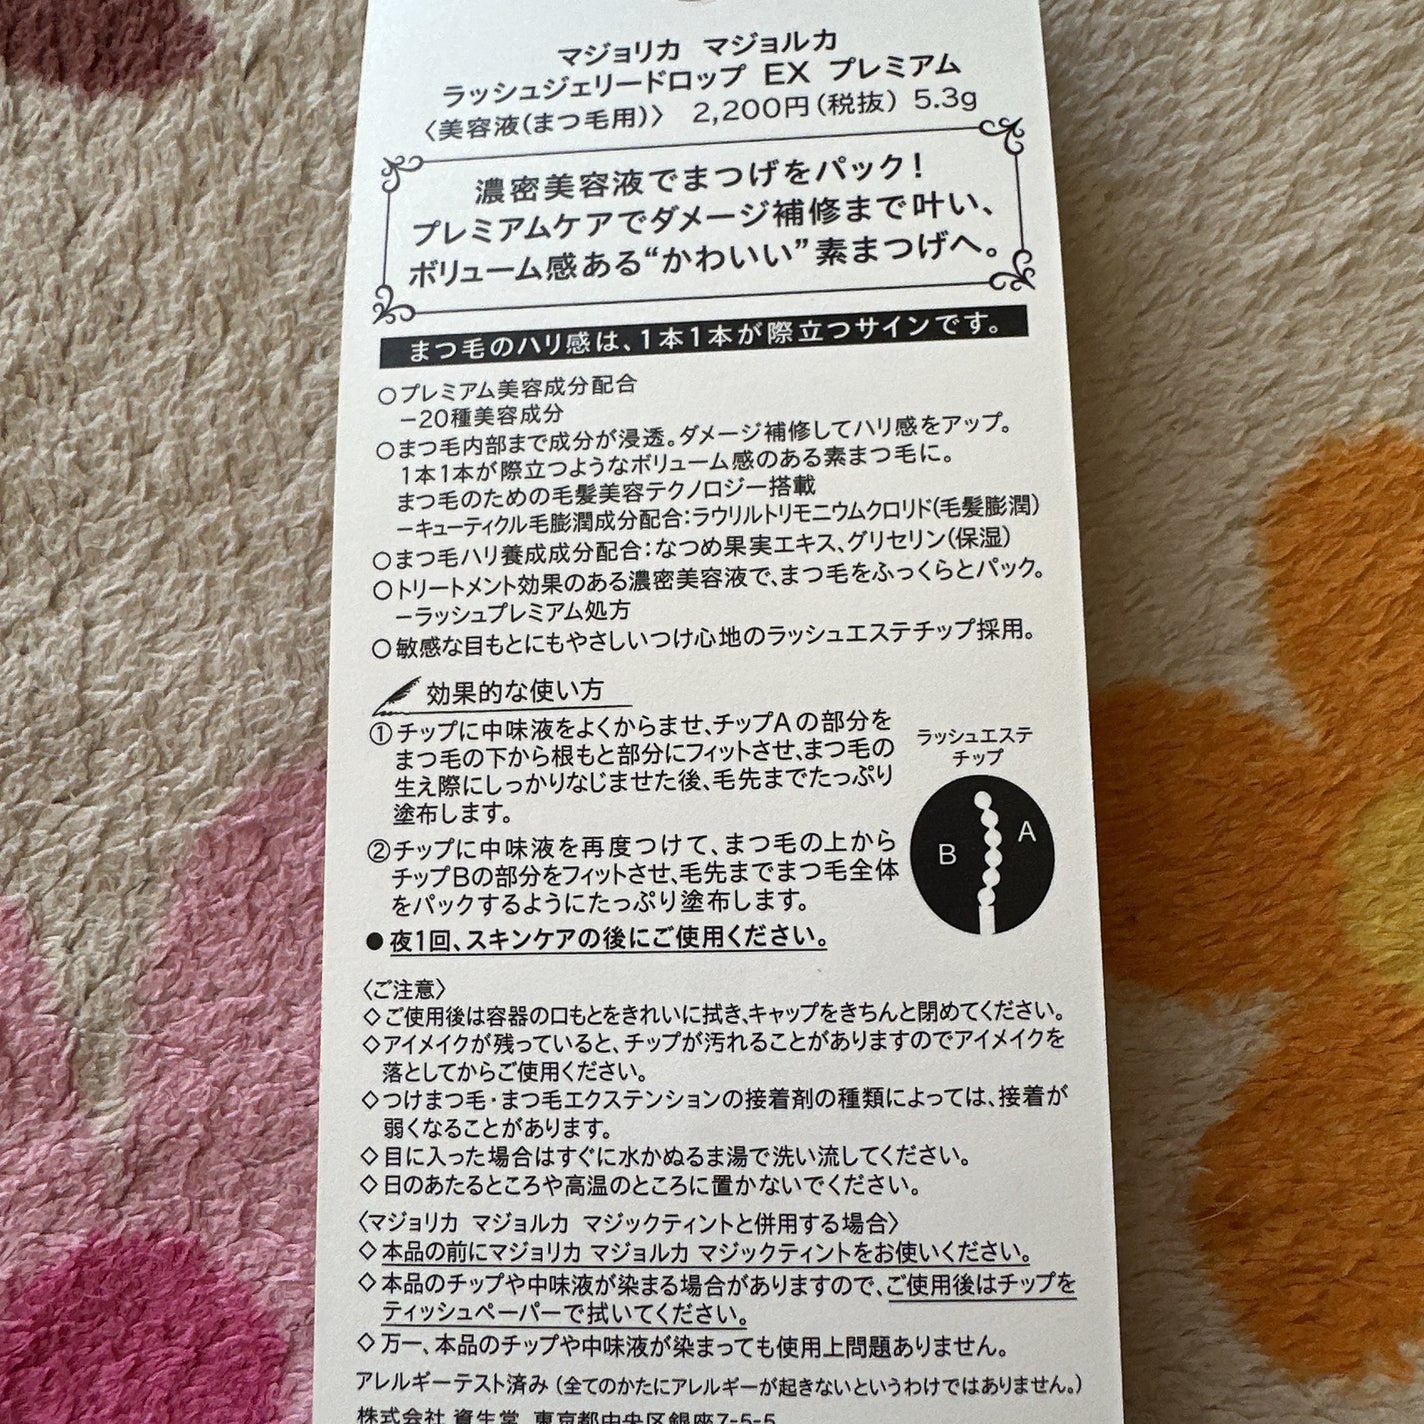 マジョリカ マジョルカ
ラッシュジェリードロップ EX プレミアム
〈美容液(まつ毛用)〉 2,200円(税抜) 5.3g
濃密美容液でまつげをパック!
プレミアムケアでダメージ補修まで叶い、
ボリューム感ある“かわいい”素まつげへ。
まつ毛のハリ感は、1本1本が際立つサインです。
○プレミアム美容成分配合
－20種美容成分
○まつ毛内部まで成分が浸透。ダメージ補修してハリ感をアップ。
1本1本が際立つようなボリューム感のある素まつ毛に。
まつ毛のための毛髪美容テクノロジー搭載
－キューティクル毛膨潤成分配合：ラウリルトリモニウムクロリド(毛髪膨潤)
○まつ毛ハリ養成成分配合：なつめ果実エキス、グリセリン(保湿)
○トリートメント効果のある濃密美容液で、まつ毛をふっくらとパック。
－ラッシュプレミアム処方
○敏感な目もとにもやさしいつけ心地のラッシュエステチップ採用。
効果的な使い方
①チップに中味液をよくからませ、チップAの部分を
まつ毛の下から根もと部分にフィットさせ、まつ毛の
生え際にしっかりなじませた後、毛先までたっぷり
塗布します。
②チップに中味液を再度つけて、まつ毛の上から
チップBの部分をフィットさせ、毛先までまつ毛全体
をパックするようにたっぷり塗布します。
ラッシュエステ
チップ
A
B
●夜1回、スキンケアの後にご使用ください。
〈ご注意〉
◇ご使用後は容器の口もとをきれいに拭き、キャップをきちんと閉めてください。
◇アイメイクが残っていると、チップが汚れることがありますのでアイメイクを
落としてからご使用ください。
◇つけまつ毛・まつ毛エクステンションの接着剤の種類によっては、接着が
弱くなることがあります。
◇目に入った場合はすぐに水かぬるま湯で洗い流してください。
◇日のあたるところや高温のところに置かないでください。
〈マジョリカ マジョルカ マジックティントと併用する場合〉
◇本品の前にマジョリカ マジョルカ マジックティントをお使いください。
◇本品のチップや中味液が染まる場合がありますので、ご使用後はチップを
ティッシュペーパーで拭いてください。
◇万一、本品のチップや中味液が染まっても使用上問題ありません。
アレルギーテスト済み（全てのかたにアレルギーが起きないというわけではありません。）
株式会社 資生堂 東京都中央区銀座7-5-5